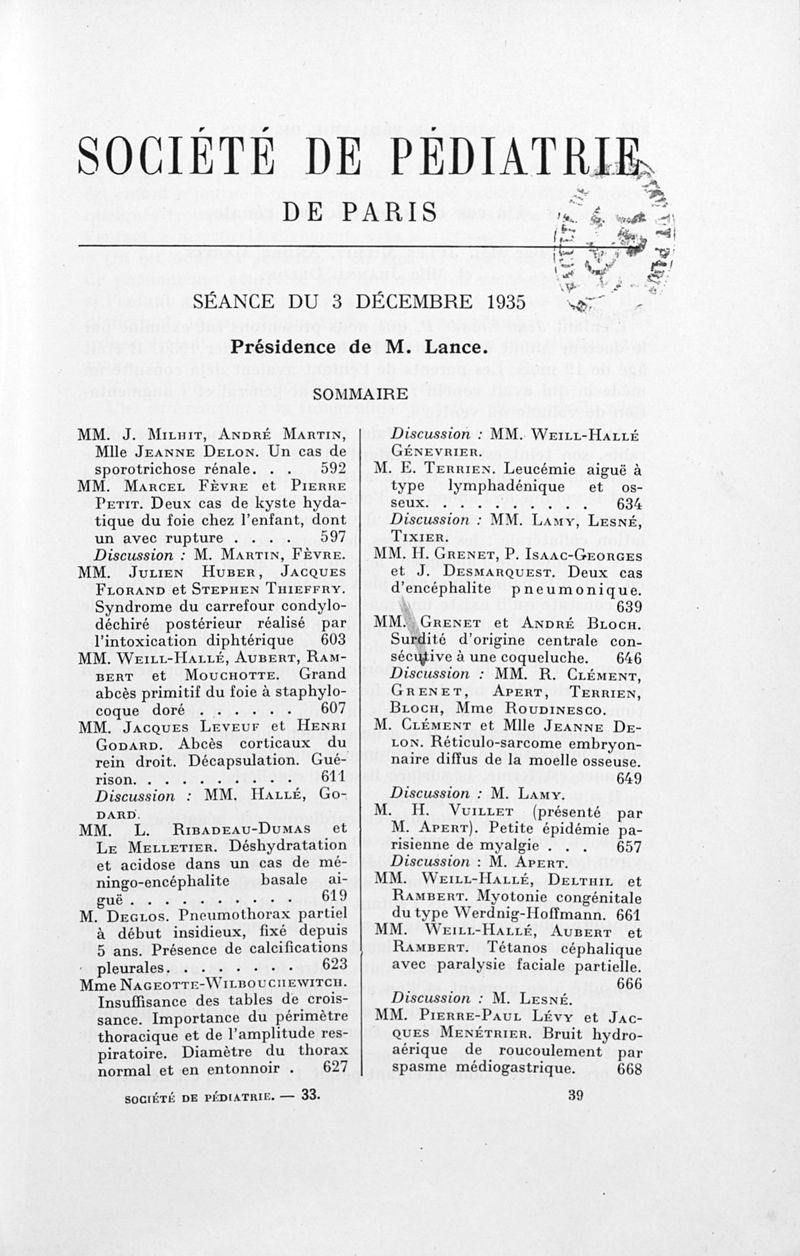 SOCIÉTÉ DE PÉDIATRIE
DE PARIS
SÉANCE DU 3 DÉCEMBRE 1935
Présidence de M. Lance.
SOMMAIRE
MM. J. Milhit, André Martin,
Mlle Jeanne Delon. Un cas de
sporotrichose rénale. . . 592
MM. Marcel Fèvre et Pierre
Petit. Deux cas de kyste hyda-
tique du foie chez l'enfant, dont
un avec rupture . . . . 597
Discussion : M. Martin, Fèvre.
MM. Julien Huber, Jacques
Florand et Stephen Thieffry.
Syndrome du carrefour condylo-
déchiré postérieur réalisé par
l'intoxication diphtérique 603
MM. Weill-Hallé, Aubert, Ram-
bert et Mouchotte. Grand
abcès primitif du foie à staphylo-
coque doré . . . . . . 607
MM. Jacques Leveuf et Henri
Godard. Abcès corticaux du
rein droit. Décapsulation. Gué-
rison. . . . . . . . . . 611
Discussion : MM. Hallé, Go-
dard.
MM. L. Ribadeau-Dumas et
Le Melletier. Déshydratation
et acidose dans un cas de mé-
ningo-encéphalite basale ai-
guë . . . . . . . . . . 619
M. Deglos. Pneumothorax partiel
à début insidieux, fixé depuis
5 ans. Présence de calcifications
pleurales. . . . . . . . 623
Mme Nageotte-Wilbouchewitch.
Insuffisance des tables de crois-
sance. Importance du périmètre
thoracique et de l'amplitude res-
piratoire. Diamètre du thorax
normal et en entonnoir . 627
Discussion : MM. Weill-Hallé
Génevrier.
M. E. Terrien. Leucémie aiguë à
type lymphadénique et os-
seux. . . . . . . . . . 634
Discussion : MM. Lamy, Lesné,
Tixier.
MM. H. Grenet, P. Isaac-Georges
et J. Desmarquest. Deux cas
d'encéphalite pneumonique.
639
MM. Grenet et André Bloch.
Surdité d'origine centrale con-
sécutive à une coqueluche. 646
Discussion : MM. R. Clément,
Grenet, Apert, Terrien,
Bloch, Mme Roudinesco.
M. Clément et Mlle Jeanne De-
lon. Réticulo-sarcome embryon-
naire diffus de la moelle osseuse.
649
Discussion : M. Lamy.
M. H. Vuillet (présenté par
M. Apert). Petite épidémie pa-
risienne de myalgie . . . 657
Discussion : M. Apert.
MM. Weill-Hallé, Delthil et
Rambert. Myotonie congénitale
du type Werdnig-Hoffmann. 661
MM. Weill-Hallé, Aubert et
Rambert. Tétanos céphalique
avec paralysie faciale partielle.
666
Discussion : M. Lesné.
MM. Pierre-Paul Lévy et Jac-
ques Menétrier. Bruit hydro-
aérique de roucoulement par
spasme médiogastrique. 668
SOCIÉTÉ DE PÉDIATRIE. — 33.
39